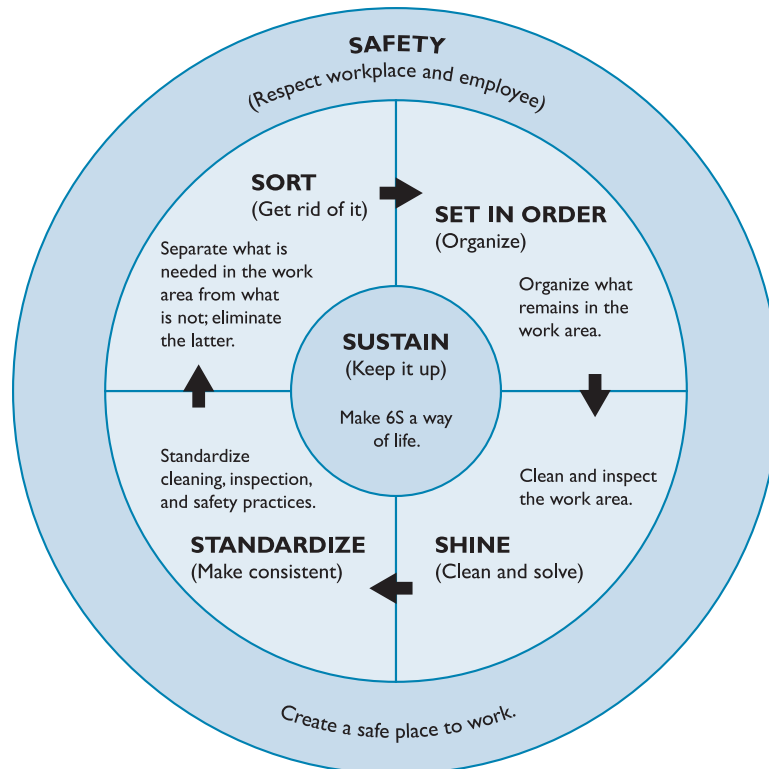 SAFETY
(Respect workplace and employee)
SORT
(Get rid of it)
Separate what is
needed in the work
area from what
is not; eliminate
the latter.
SET IN ORDER
(Organize)
Organize what
remains in the
work area.
SUSTAIN
(Keep it up)
Make 6S a way
of life.
Standardize
cleaning, inspection,
and safety practices.
STANDARDIZE
(Make consistent)
Clean and inspect
the work area.
SHINE
(Clean and solve)
Create a safe place to work.